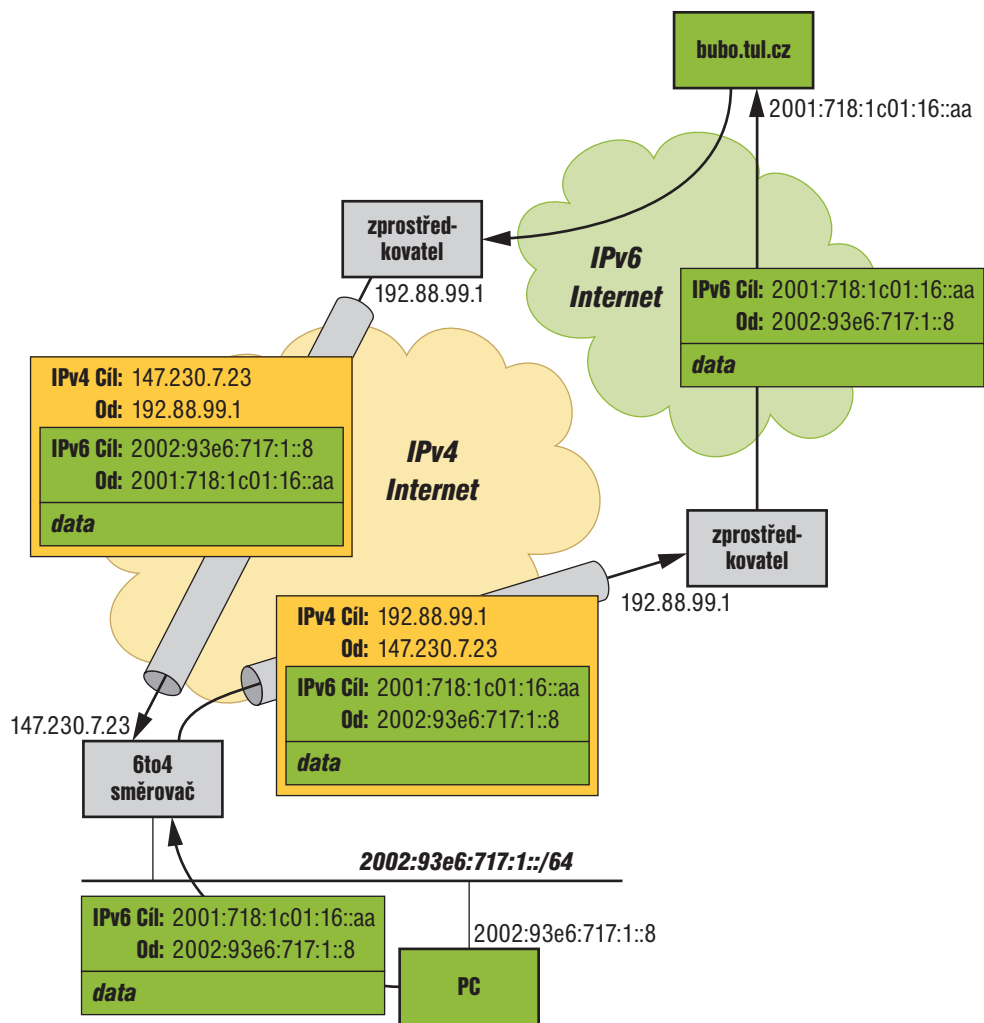 bubo.tul.cz
2001:718:1c01:16::aa
zprostřed-
kovatel
192.88.99.1
IPv6
Internet
IPv6 Cíl: 2001:718:1c01:16::aa
Od: 2002:93e6:717:1::8
data
IPv4 Cíl: 147.230.7.23
Od: 192.88.99.1
IPv6 Cíl: 2002:93e6:717:1::8
Od: 2001:718:1c01:16::aa
data
IPv4
Internet
zprostřed-
kovatel
192.88.99.1
IPv4 Cíl: 192.88.99.1
Od: 147.230.7.23
IPv6 Cíl: 2001:718:1c01:16::aa
Od: 2002:93e6:717:1::8
data
147.230.7.23
6to4
směrovač
2002:93e6:717:1::/64
IPv6 Cíl: 2001:718:1c01:16::aa
Od: 2002:93e6:717:1::8
data
2002:93e6:717:1::8
PC